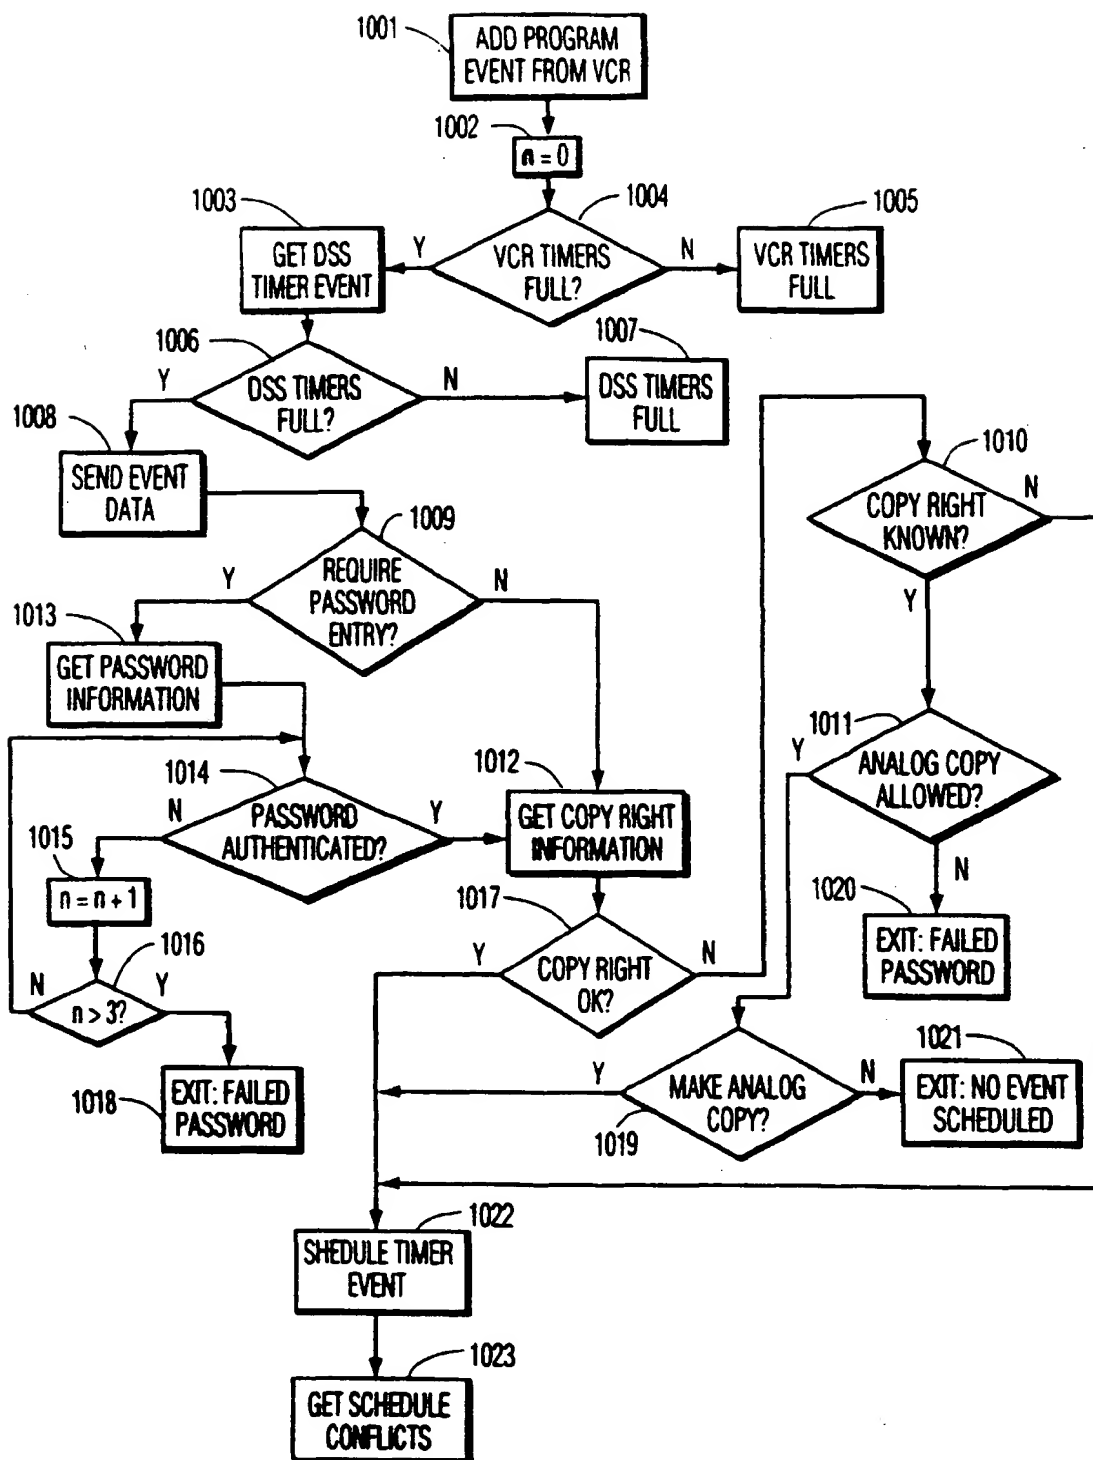 1001
ADD PROGRAM
EVENT FROM VCR
1002
n = 0
1003
1004
1005
GET DSS
TIMER EVENT
Y
VCR TIMERS
FULL?
N
VCR TIMERS
FULL
1006
1007
Y
DSS TIMERS
FULL?
N
DSS TIMERS
FULL
1008
SEND EVENT
DATA
1009
1010
COPY RIGHT
KNOWN?
N
Y
Y
REQUIRE
PASSWORD
ENTRY?
N
1013
GET PASSWORD
INFORMATION
1011
Y
ANALOG COPY
ALLOWED?
N
1014
1012
N
PASSWORD
AUTHENTICATED?
Y
GET COPY RIGHT
INFORMATION
1015
n = n + 1
1020
EXIT: FAILED
PASSWORD
1016
N
n > 3?
Y
1017
Y
COPY RIGHT
OK?
N
1018
EXIT: FAILED
PASSWORD
1021
Y
MAKE ANALOG
COPY?
N
EXIT: NO EVENT
SCHEDULED
1019
1022
SHEDULE TIMER
EVENT
1023
GET SCHEDULE
CONFLICTS